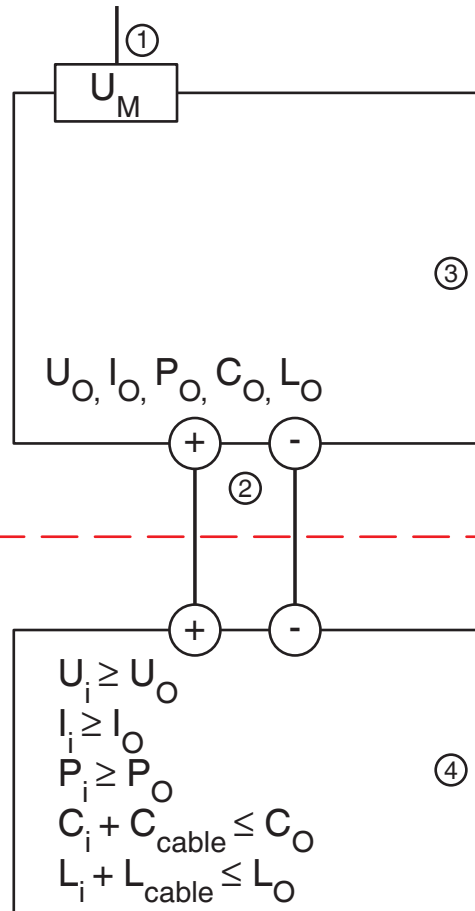 ①
U_M
③
U_O, I_O, P_O, C_O, L_O
+ -
②
+ -
U_i ≥ U_O
I_i ≥ I_O
P_i ≥ P_O
④
C_i + C_cable ≤ C_O
L_i + L_cable ≤ L_O